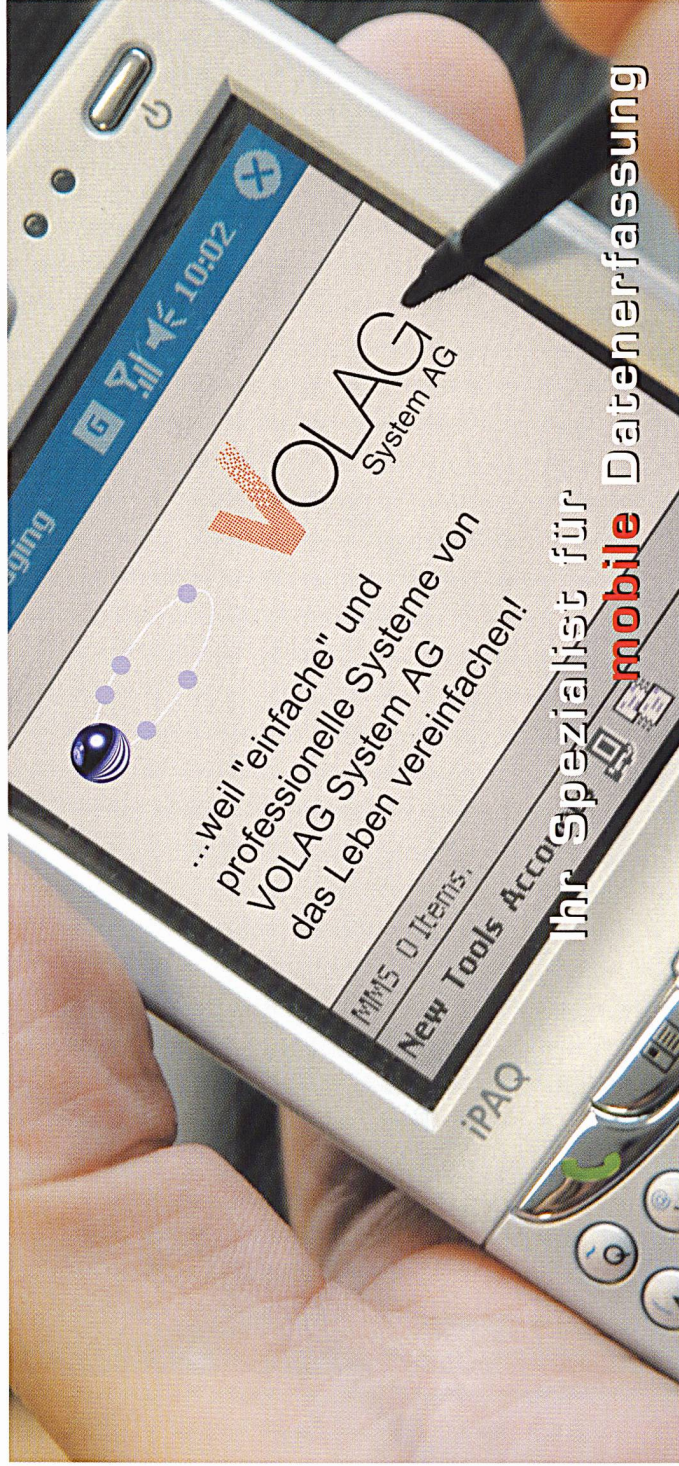 aging G 10:02
VOLAG
System AG
...weil "einfache" und
professionelle Systeme von
VOLAG System AG
das Leben vereinfachen!
MMS 0 Items.
New Tools
iPAQ
~ Q
@
Ihr Spezialist für
mobile Datenerfassung